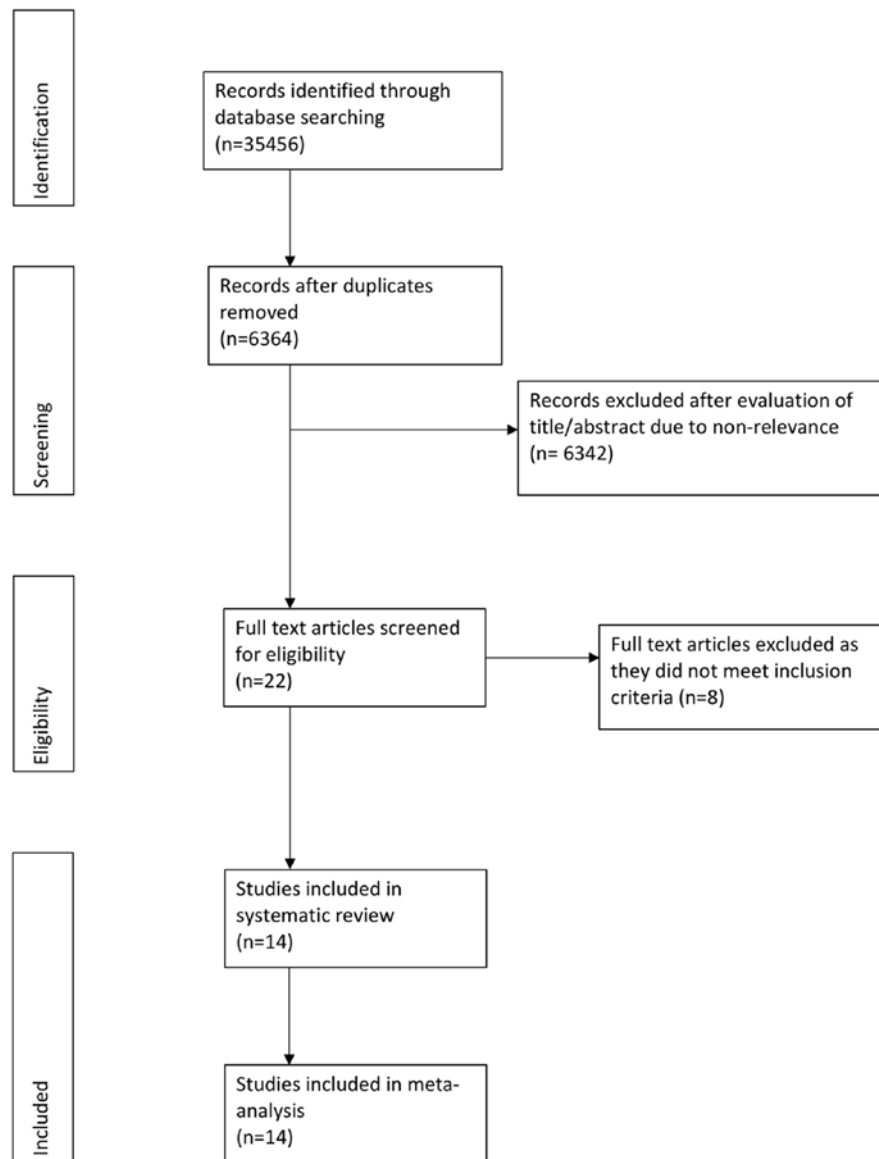 Identification
Records identified through
database searching
(n=35456)
Screening
Records after duplicates
removed
(n=6364)
Records excluded after evaluation of
title/abstract due to non-relevance
(n= 6342)
Eligibility
Full text articles screened
for eligibility
(n=22)
Full text articles excluded as
they did not meet inclusion
criteria (n=8)
Included
Studies included in
systematic review
(n=14)
Studies included in meta-
analysis
(n=14)